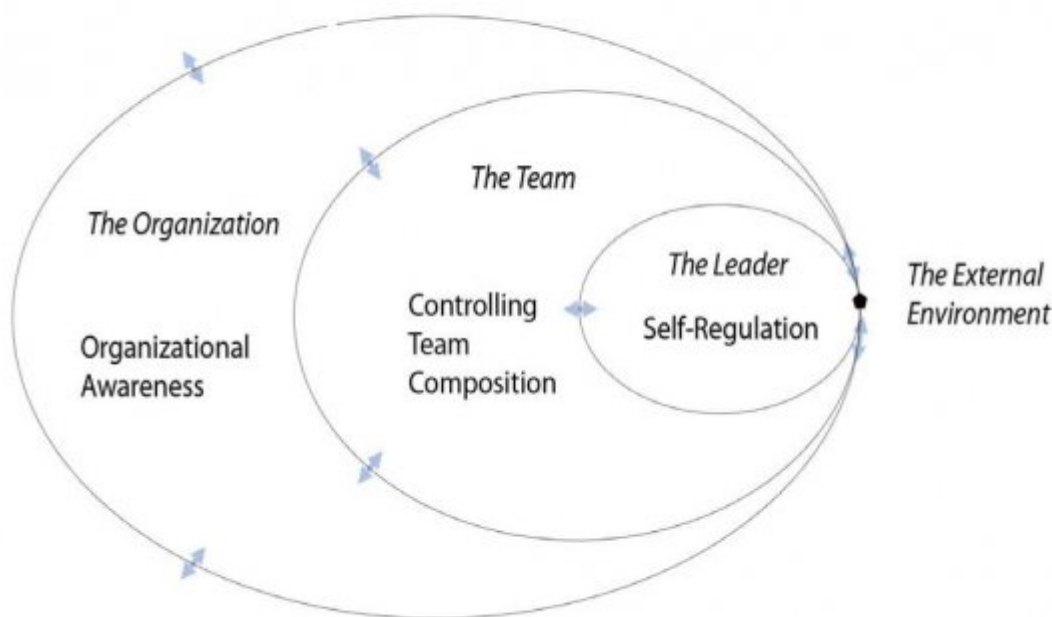 The Organization
Organizational
Awareness
The Team
Controlling
Team
Composition
The Leader
Self-Regulation
The External
Environment